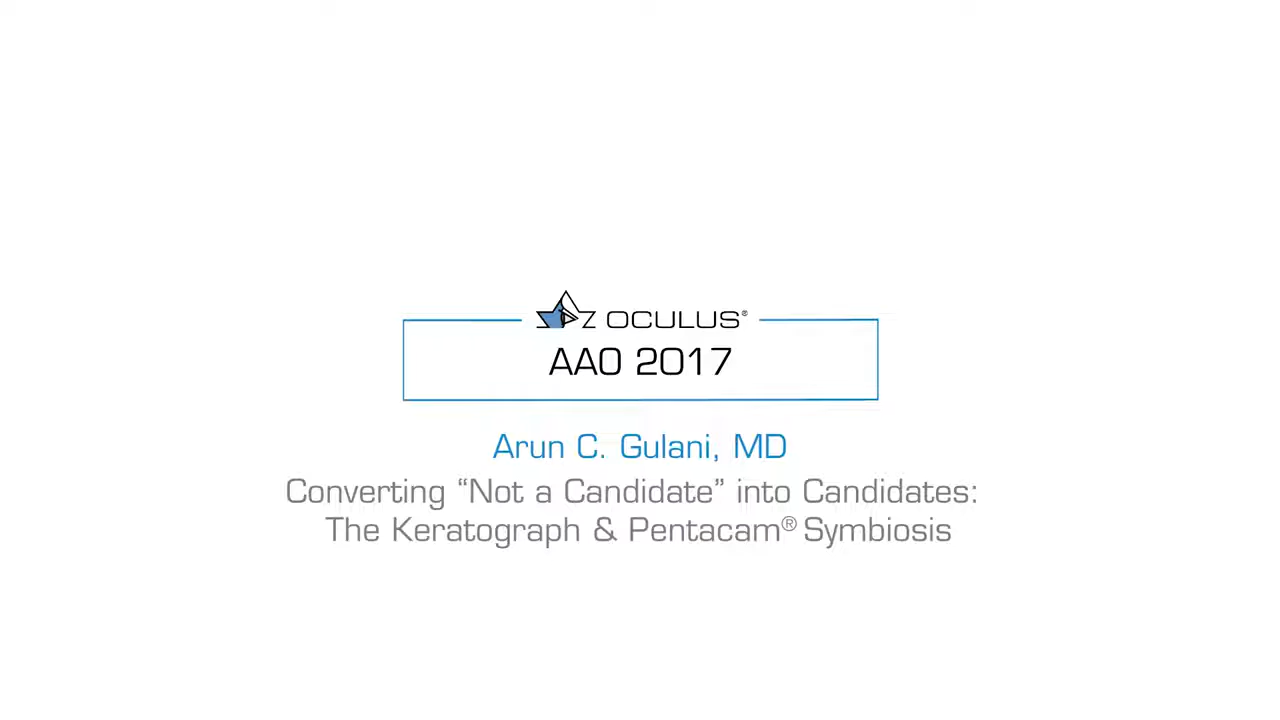 OCULUS®
AAO 2017
Arun C. Gulani, MD
Converting “Not a Candidate” into Candidates:
The Keratograph & Pentacam® Symbiosis